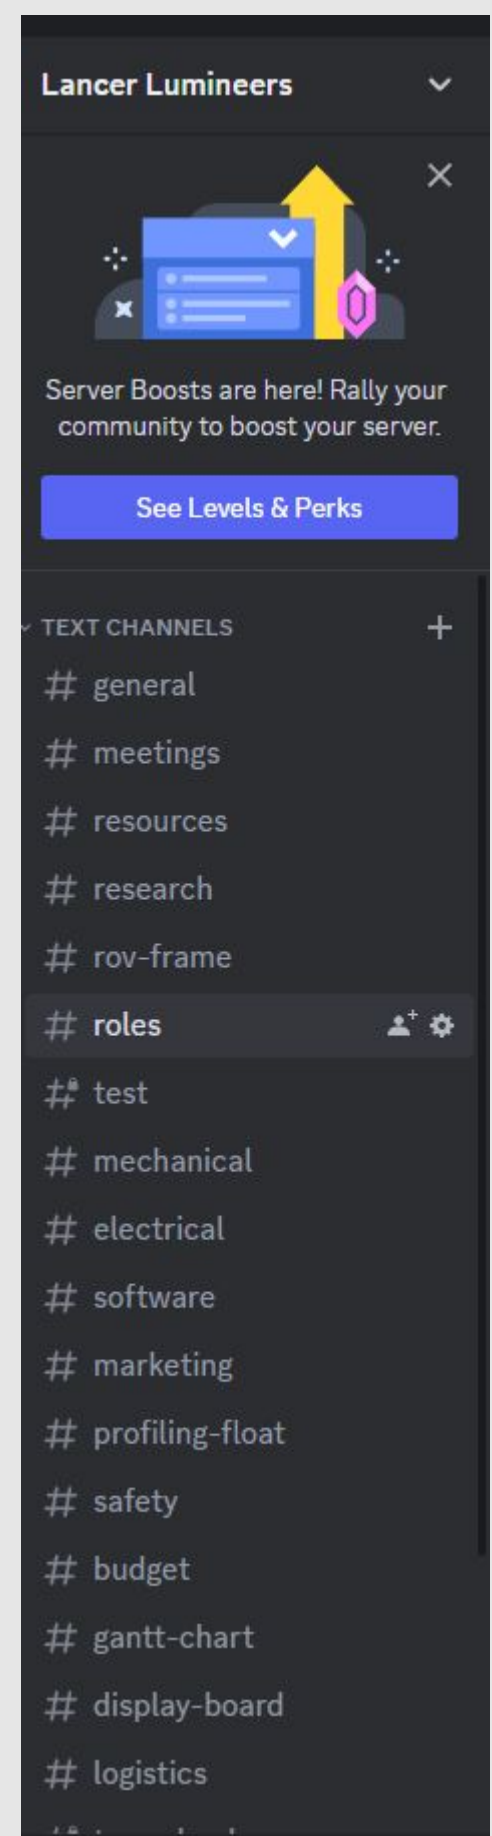 Lancer Lumineers
Server Boosts are here! Rally your
community to boost your server.
See Levels & Perks
TEXT CHANNELS
# general
# meetings
# resources
# research
# rov-frame
# roles
# test
# mechanical
# electrical
# software
# marketing
# profiling-float
# safety
# budget
# gantt-chart
# display-board
# logistics